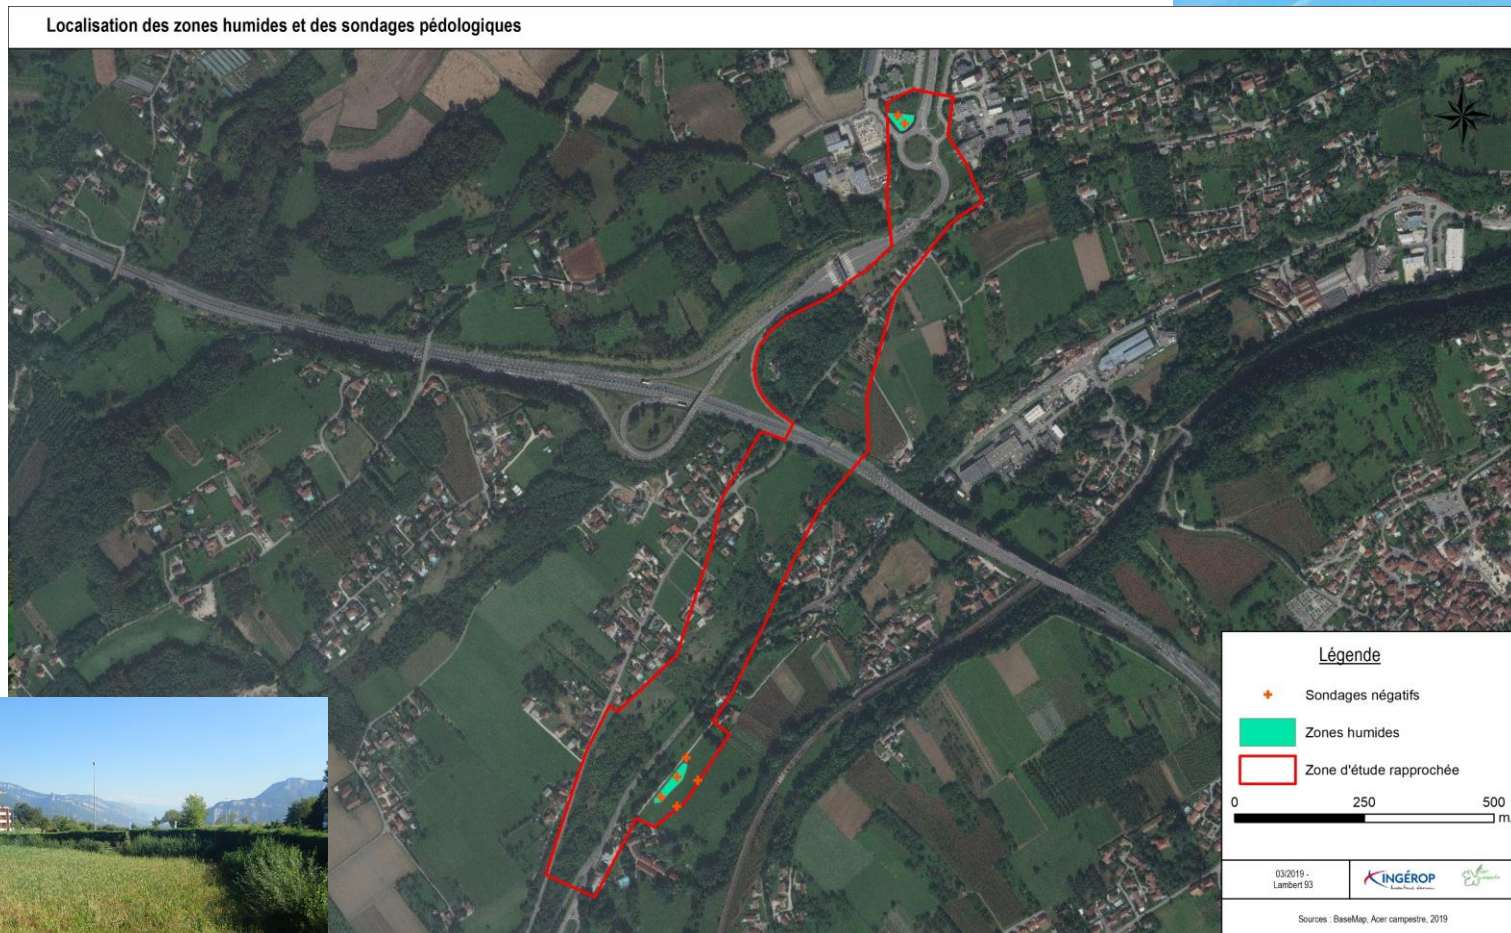 Localisation des zones humides et des sondages pédologiques
Légende
Sondages négatifs
Zones humides
Zone d'étude rapprochée
0 250 500
m.
03/2019 -
Lambert 93
INGÉROP
Sources : BaseMap, Acer campestre, 2019